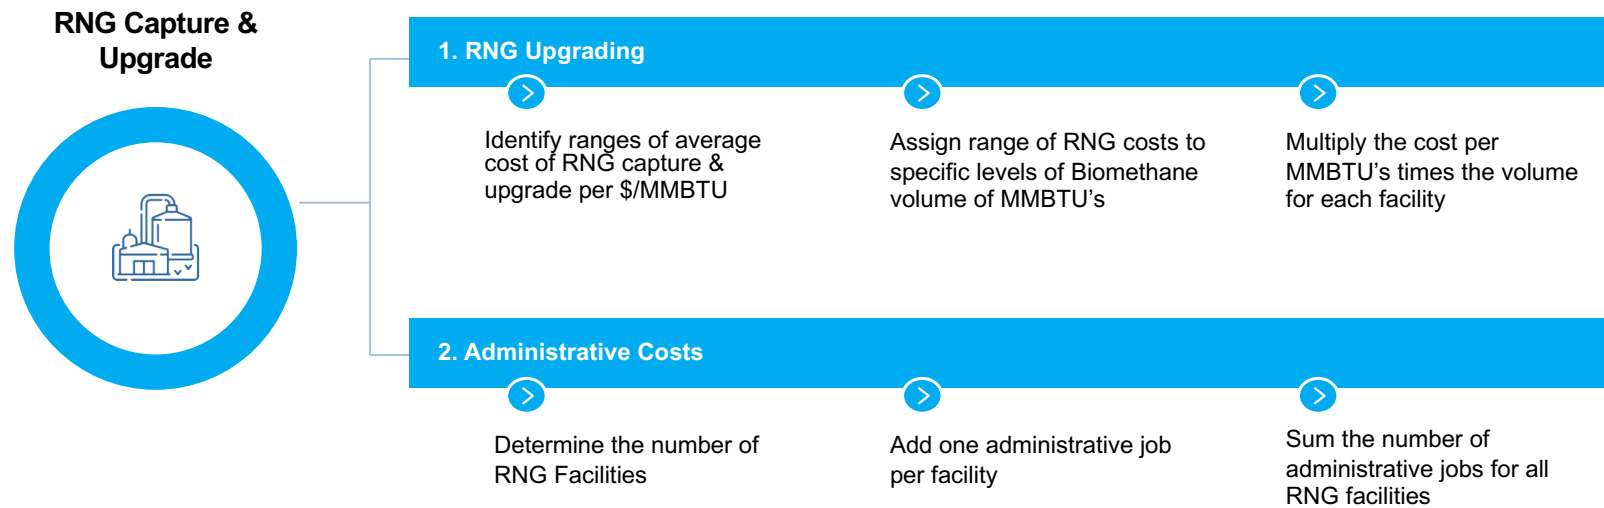 RNG Capture &
Upgrade
1. RNG Upgrading
Identify ranges of average
cost of RNG capture &
upgrade per $/MMBTU
Assign range of RNG costs to
specific levels of Biomethane
volume of MMBTU’s
Multiply the cost per
MMBTU’s times the volume
for each facility
2. Administrative Costs
Determine the number of
RNG Facilities
Add one administrative job
per facility
Sum the number of
administrative jobs for all
RNG facilities